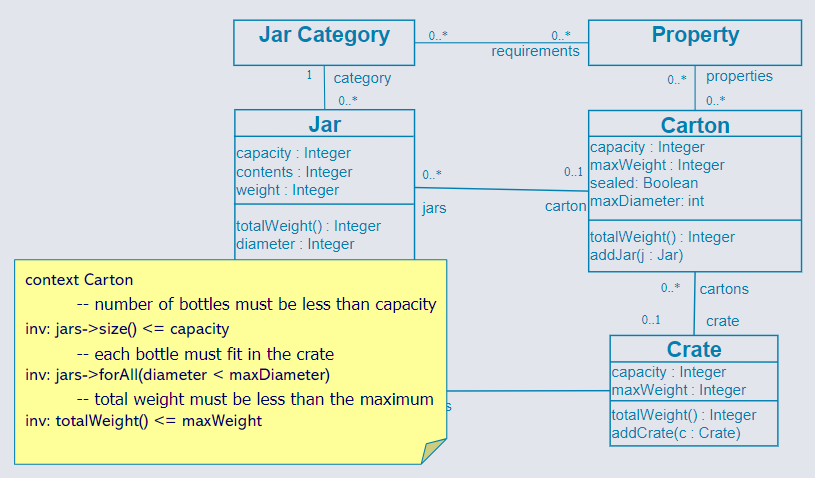 Jar Category
0..*
0..*
requirements
Property
1
category
0..*
0..*
properties
0..*
Jar
capacity : Integer
contents : Integer
weight : Integer
totalWeight() : Integer
diameter : Integer
0..*
jars
0..1
carton
Carton
capacity : Integer
maxWeight : Integer
sealed: Boolean
maxDiameter: int
totalWeight() : Integer
addJar(j : Jar)
0..*
cartons
0..1
crate
Crate
capacity : Integer
maxWeight : Integer
totalWeight() : Integer
addCrate(c : Crate)
context Carton
-- number of bottles must be less than capacity
inv: jars->size() <= capacity
-- each bottle must fit in the crate
inv: jars->forAll(diameter < maxDiameter)
-- total weight must be less than the maximum
inv: totalWeight() <= maxWeight